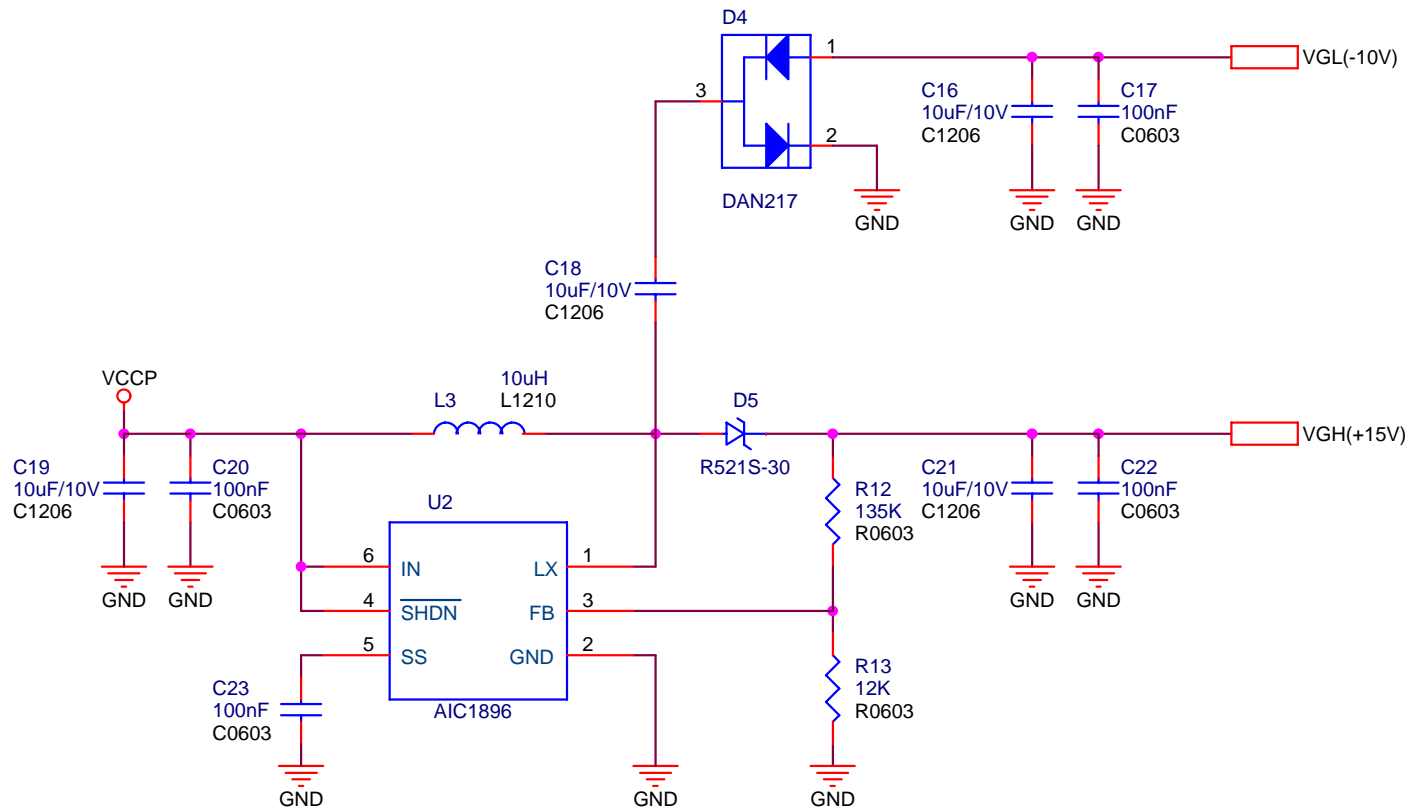 D4
1
VGL(-10V)
3
C16
10uF/10V
C1206
C17
100nF
C0603
2
DAN217
GND
GND
GND
C18
10uF/10V
C1206
VCCP
L3
10uH
L1210
D5
R521S-30
VGH(+15V)
C19
10uF/10V
C1206
C20
100nF
C0603
U2
R12
135K
R0603
C21
10uF/10V
C1206
C22
100nF
C0603
6
IN
LX
1
GND
GND
4
SHDN
FB
3
GND
GND
5
SS
GND
2
C23
100nF
C0603
AIC1896
R13
12K
R0603
GND
GND
GND